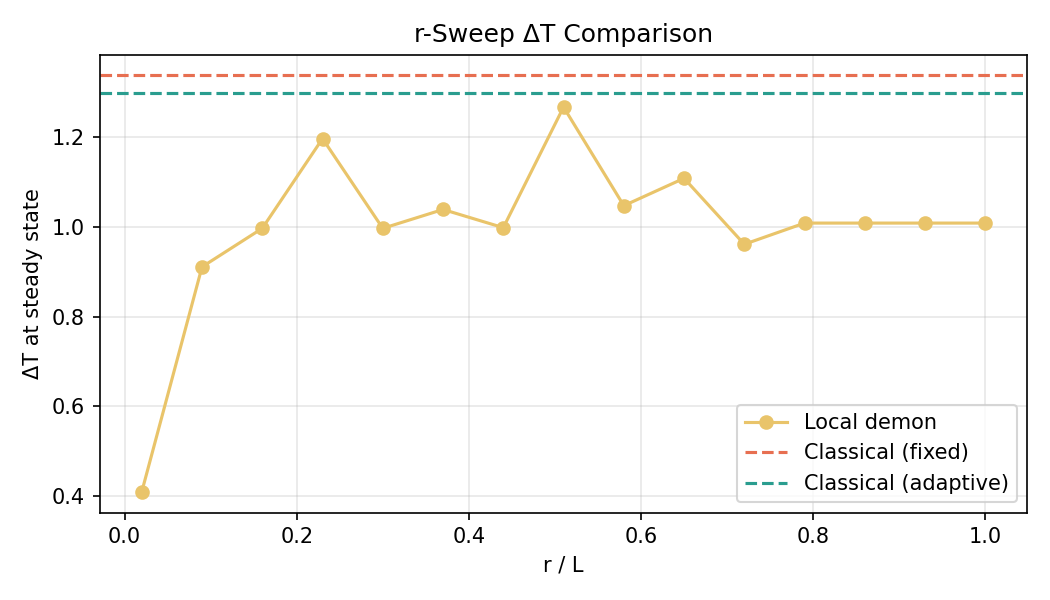 r-Sweep ΔT Comparison
ΔT at steady state
1.2
1.0
0.8
0.6
0.4
Local demon
Classical (fixed)
Classical (adaptive)
0.0 0.2 0.4 0.6 0.8 1.0
r / L